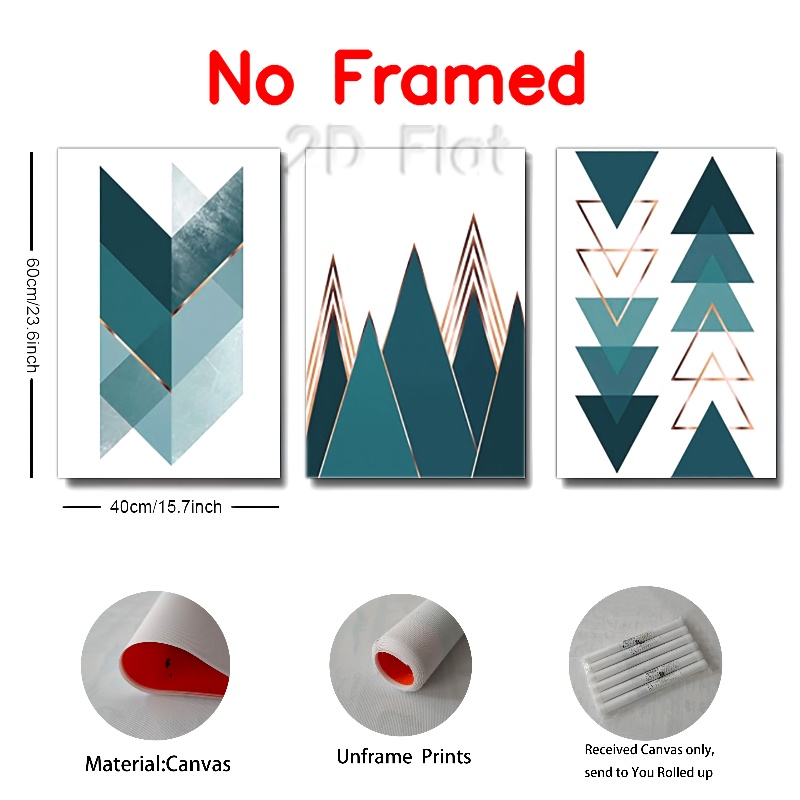 No Framed
2D Flat
60cm/23.6inch
40cm/15.7inch
Material:Canvas
Unframe Prints
Received Canvas only,
send to You Rolled up